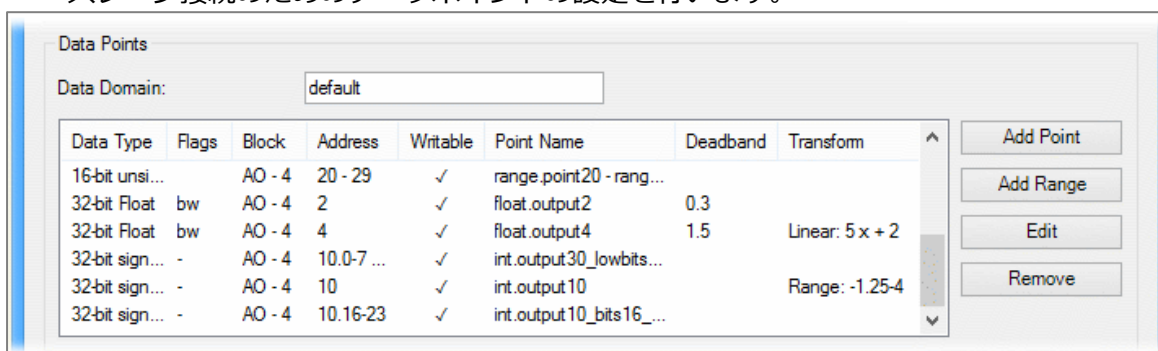 Data Points
Data Domain: default
Data Type Flags Block Address Writable Point Name Deadband Transform
16-bit unsi... AO - 4 20 - 29 ✓ range.point20 - rang...
32-bit Float bw AO - 4 2 ✓ float.output2 0.3
32-bit Float bw AO - 4 4 ✓ float.output4 1.5 Linear: 5 x + 2
32-bit sign... - AO - 4 10.0-7 ... ✓ int.output30_lowbits...
32-bit sign... - AO - 4 10 ✓ int.output10 Range: -1.25-4
32-bit sign... - AO - 4 10.16-23 ✓ int.output10_bits16_...
Add Point
Add Range
Edit
Remove